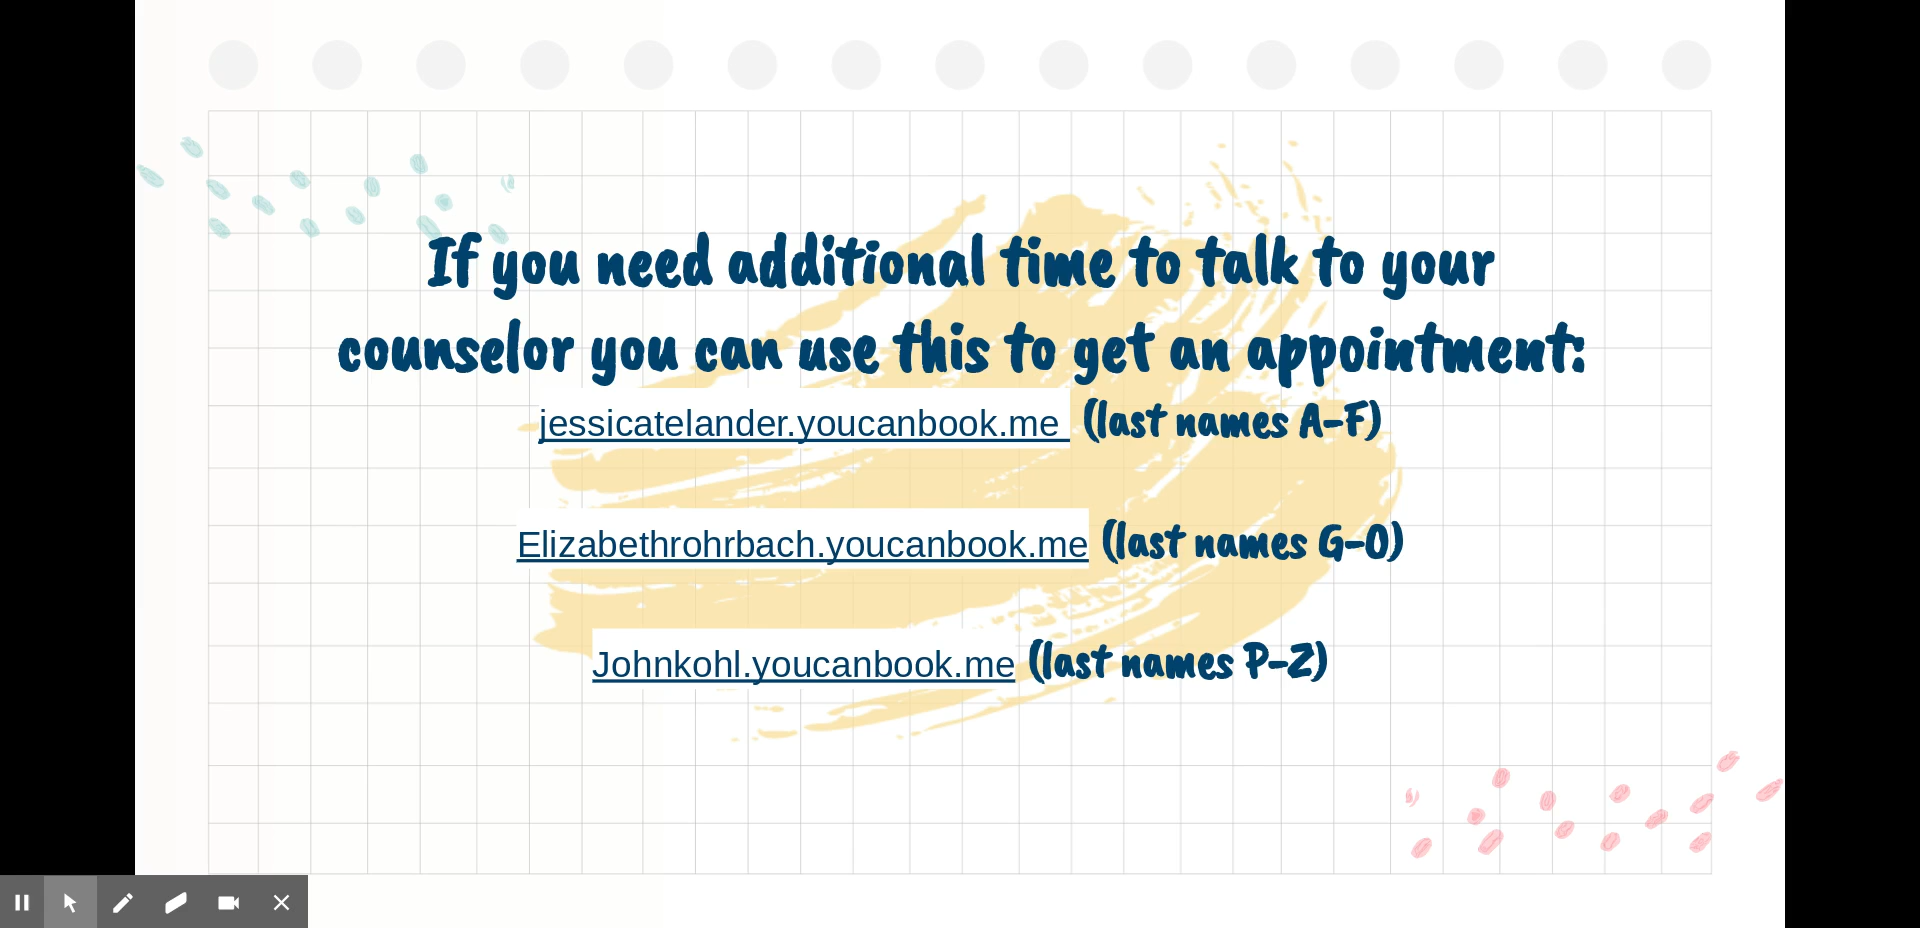 If you need additional time to talk to your
counselor you can use this to get an appointment:
jessicatelander.youcanbook.me (last names A-F)
Elizabethrohrbach.youcanbook.me (last names G-O)
Johnkohl.youcanbook.me (last names P-Z)